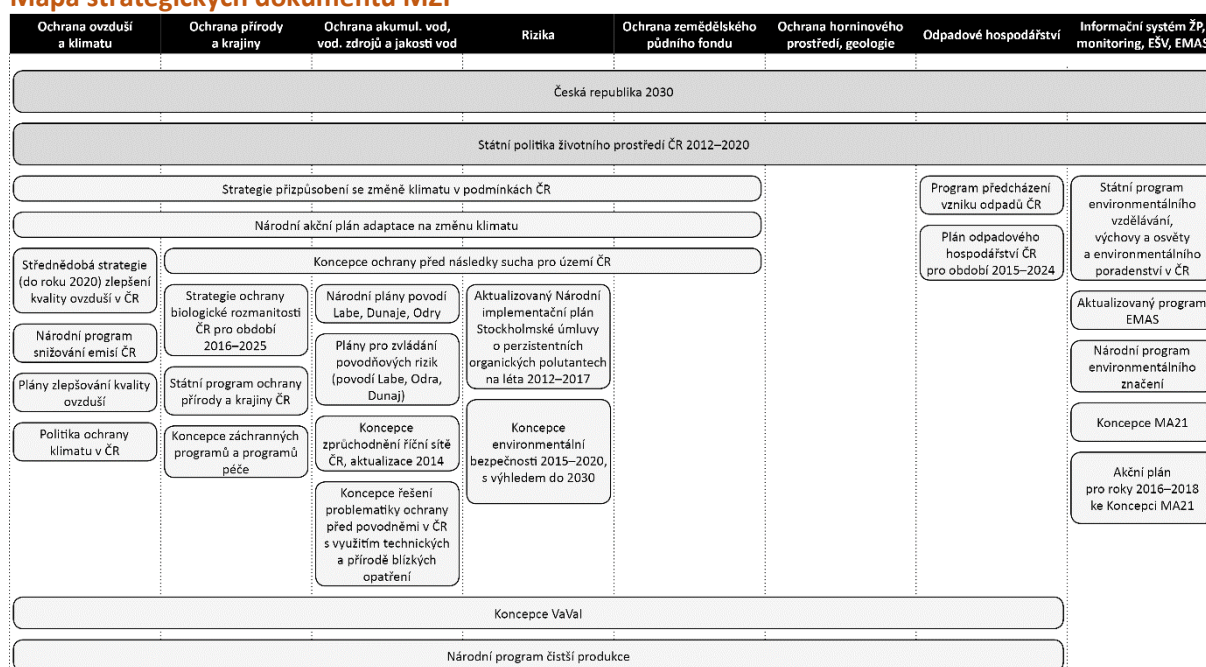 Mapa strategických dokumentů MŽP
Ochrana ovzduší
a klimatu
Ochrana přírody
a krajiny
Ochrana akumul. vod,
vod. zdrojů a jakosti vod
Rizika
Ochrana zemědělského
půdního fondu
Ochrana horninového
prostředí, geologie
Odpadové hospodářství
Informační systém ŽP,
monitoring, EŠV, EMAS
Česká republika 2030
Státní politika životního prostředí ČR 2012–2020
Strategie přizpůsobení se změně klimatu v podmínkách ČR
Národní akční plán adaptace na změnu klimatu
Koncepce ochrany před následky sucha pro území ČR
Střednědobá strategie
(do roku 2020) zlepšení
kvality ovzduší v ČR
Národní program
snižování emisí ČR
Plány zlepšování kvality
ovzduší
Politika ochrany
klimatu v ČR
Strategie ochrany
biologické rozmanitosti
ČR pro období
2016–2025
Státní program ochrany
přírody a krajiny ČR
Koncepce záchranných
programů a programů
péče
Národní plány povodí
Labe, Dunaje, Odry
Plány pro zvládání
povodňových rizik
(povodí Labe, Odra,
Dunaj)
Koncepce
zprůchodnění říční sítě
ČR, aktualizace 2014
Koncepce řešení
problematiky ochrany
před povodněmi v ČR
s využitím technických
a přírodě blízkých
opatření
Aktualizovaný Národní
implementační plán
Stockholmské úmluvy
o perzistentních
organických polutantech
na léta 2012–2017
Koncepce
environmentální
bezpečnosti 2015–2020,
s výhledem do 2030
Program předcházení
vzniku odpadů ČR
Plán odpadového
hospodářství ČR
pro období 2015–2024
Státní program
environmentálního
vzdělávání,
výchovy a osvěty
a environmentálního
poradenství v ČR
Aktualizovaný program
EMAS
Národní program
environmentálního
značení
Koncepce MA21
Akční plán
pro roky 2016–2018
ke Koncepci MA21
Koncepce VaVaI
Národní program čistší produkce